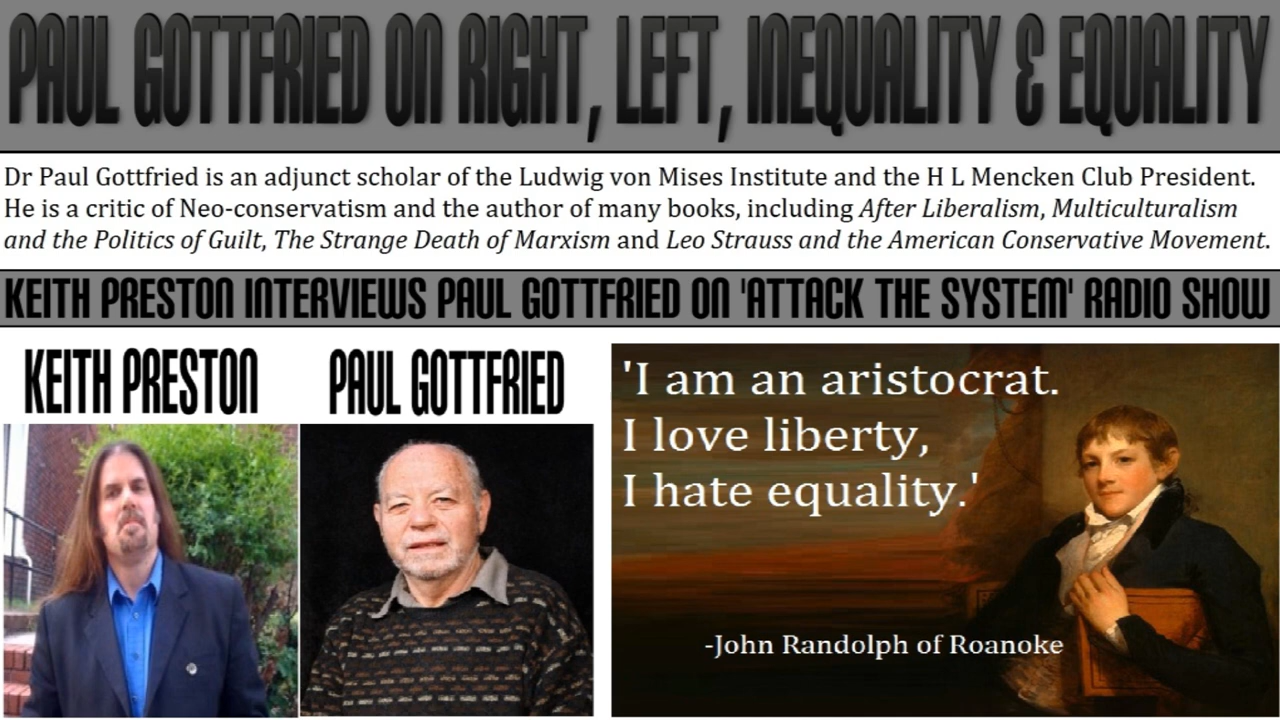 PAUL GOTTFRIED ON RIGHT, LEFT, INEQUALITY & EQUALITY
Dr Paul Gottfried is an adjunct scholar of the Ludwig von Mises Institute and the H L Mencken Club President.
He is a critic of Neo-conservatism and the author of many books, including After Liberalism, Multiculturalism
and the Politics of Guilt, The Strange Death of Marxism and Leo Strauss and the American Conservative Movement.
KEITH PRESTON INTERVIEWS PAUL GOTTFRIED ON 'ATTACK THE SYSTEM' RADIO SHOW
KEITH PRESTON
PAUL GOTTFRIED
'I am an aristocrat.
I love liberty,
I hate equality.'
-John Randolph of Roanoke